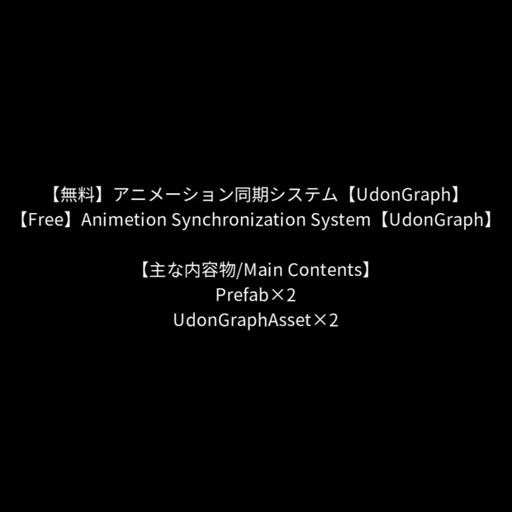 【無料】アニメーション同期システム【UdonGraph】
【Free】Animetion Synchronization System【UdonGraph】
【主な内容物/Main Contents】
Prefab×2
UdonGraphAsset×2